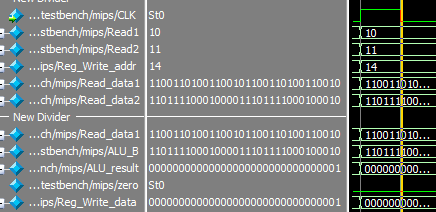 …testbench/mips/CLK St0
…stbench/mips/Read1 10 10
…stbench/mips/Read2 11 11
…ips/Reg_Write_addr 14 14
…ch/mips/Read_data1 11001101001100101100110100110010 110011010...
…ch/mips/Read_data2 11011110001000011101111000100010 110111100...
New Divider
…ch/mips/Read_data1 11001101001100101100110100110010 110011010...
…stbench/mips/ALU_B 11011110001000011101111000100010 110111100...
…nch/mips/ALU_result 00000000000000000000000000000001 000000000...
…testbench/mips/zero St0
…ips/Reg_Write_data 00000000000000000000000000000001 000000000...